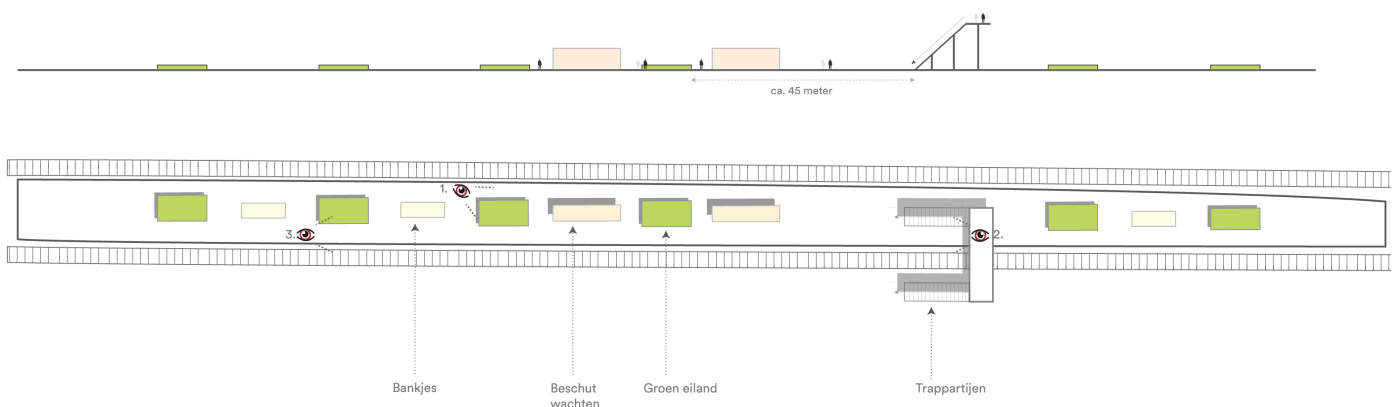 ca. 45 meter
1.
3.
2.
Bankjes
Beschut
wachten
Groen eiland
Trappartijen